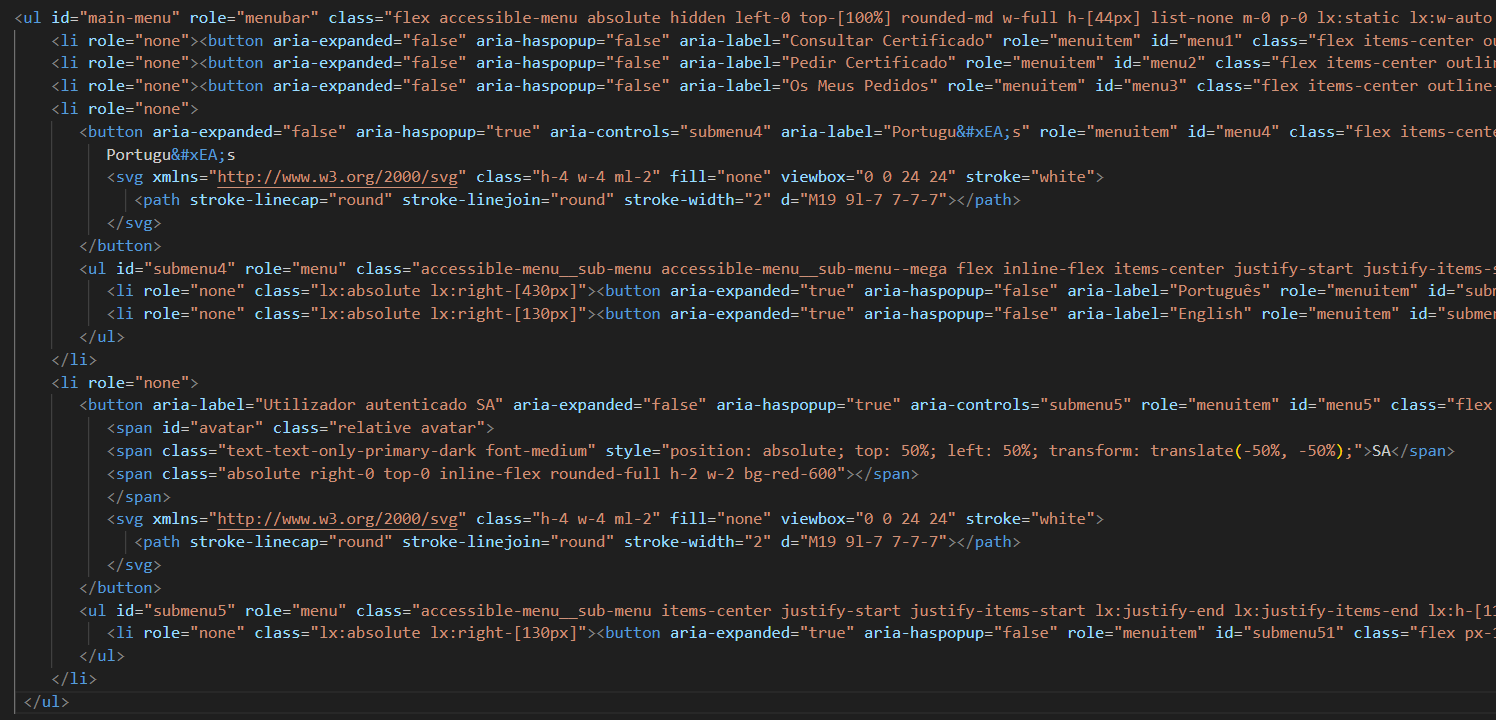 <ul id="main-menu" role="menubar" class="flex accessible-menu absolute hidden left-0 top-[100%] rounded-md w-full h-[44px] list-none m-0 p-0 lx:static lx:w-auto
<li role="none"><button aria-expanded="false" aria-haspopup="false" aria-label="Consultar Certificado" role="menuitem" id="menu1" class="flex items-center ou
<li role="none"><button aria-expanded="false" aria-haspopup="false" aria-label="Pedir Certificado" role="menuitem" id="menu2" class="flex items-center outlin
<li role="none"><button aria-expanded="false" aria-haspopup="false" aria-label="Os Meus Pedidos" role="menuitem" id="menu3" class="flex items-center outline-
<li role="none">
<button aria-expanded="false" aria-haspopup="true" aria-controls="submenu4" aria-label="Portugu&#xEA;s" role="menuitem" id="menu4" class="flex items-cente
Portugu&#xEA;s
<svg xmlns="http://www.w3.org/2000/svg" class="h-4 w-4 ml-2" fill="none" viewbox="0 0 24 24" stroke="white">
<path stroke-linecap="round" stroke-linejoin="round" stroke-width="2" d="M19 9l-7 7-7-7"></path>
</svg>
</button>
<ul id="submenu4" role="menu" class="accessible-menu__sub-menu accessible-menu__sub-menu--mega flex inline-flex items-center justify-start justify-items-s
<li role="none" class="lx:absolute lx:right-[430px]"><button aria-expanded="true" aria-haspopup="false" aria-label="Português" role="menuitem" id="subm
<li role="none" class="lx:absolute lx:right-[130px]"><button aria-expanded="true" aria-haspopup="false" aria-label="English" role="menuitem" id="submen
</ul>
</li>
<li role="none">
<button aria-label="Utilizador autenticado SA" aria-expanded="false" aria-haspopup="true" aria-controls="submenu5" role="menuitem" id="menu5" class="flex
<span id="avatar" class="relative avatar">
<span class="text-text-only-primary-dark font-medium" style="position: absolute; top: 50%; left: 50%; transform: translate(-50%, -50%);">SA</span>
<span class="absolute right-0 top-0 inline-flex rounded-full h-2 w-2 bg-red-600"></span>
</span>
<svg xmlns="http://www.w3.org/2000/svg" class="h-4 w-4 ml-2" fill="none" viewbox="0 0 24 24" stroke="white">
<path stroke-linecap="round" stroke-linejoin="round" stroke-width="2" d="M19 9l-7 7-7-7"></path>
</svg>
</button>
<ul id="submenu5" role="menu" class="accessible-menu__sub-menu items-center justify-start justify-items-start lx:justify-end lx:justify-items-end lx:h-[11
<li role="none" class="lx:absolute lx:right-[130px]"><button aria-expanded="true" aria-haspopup="false" role="menuitem" id="submenu51" class="flex px-1
</ul>
</li>
</ul>